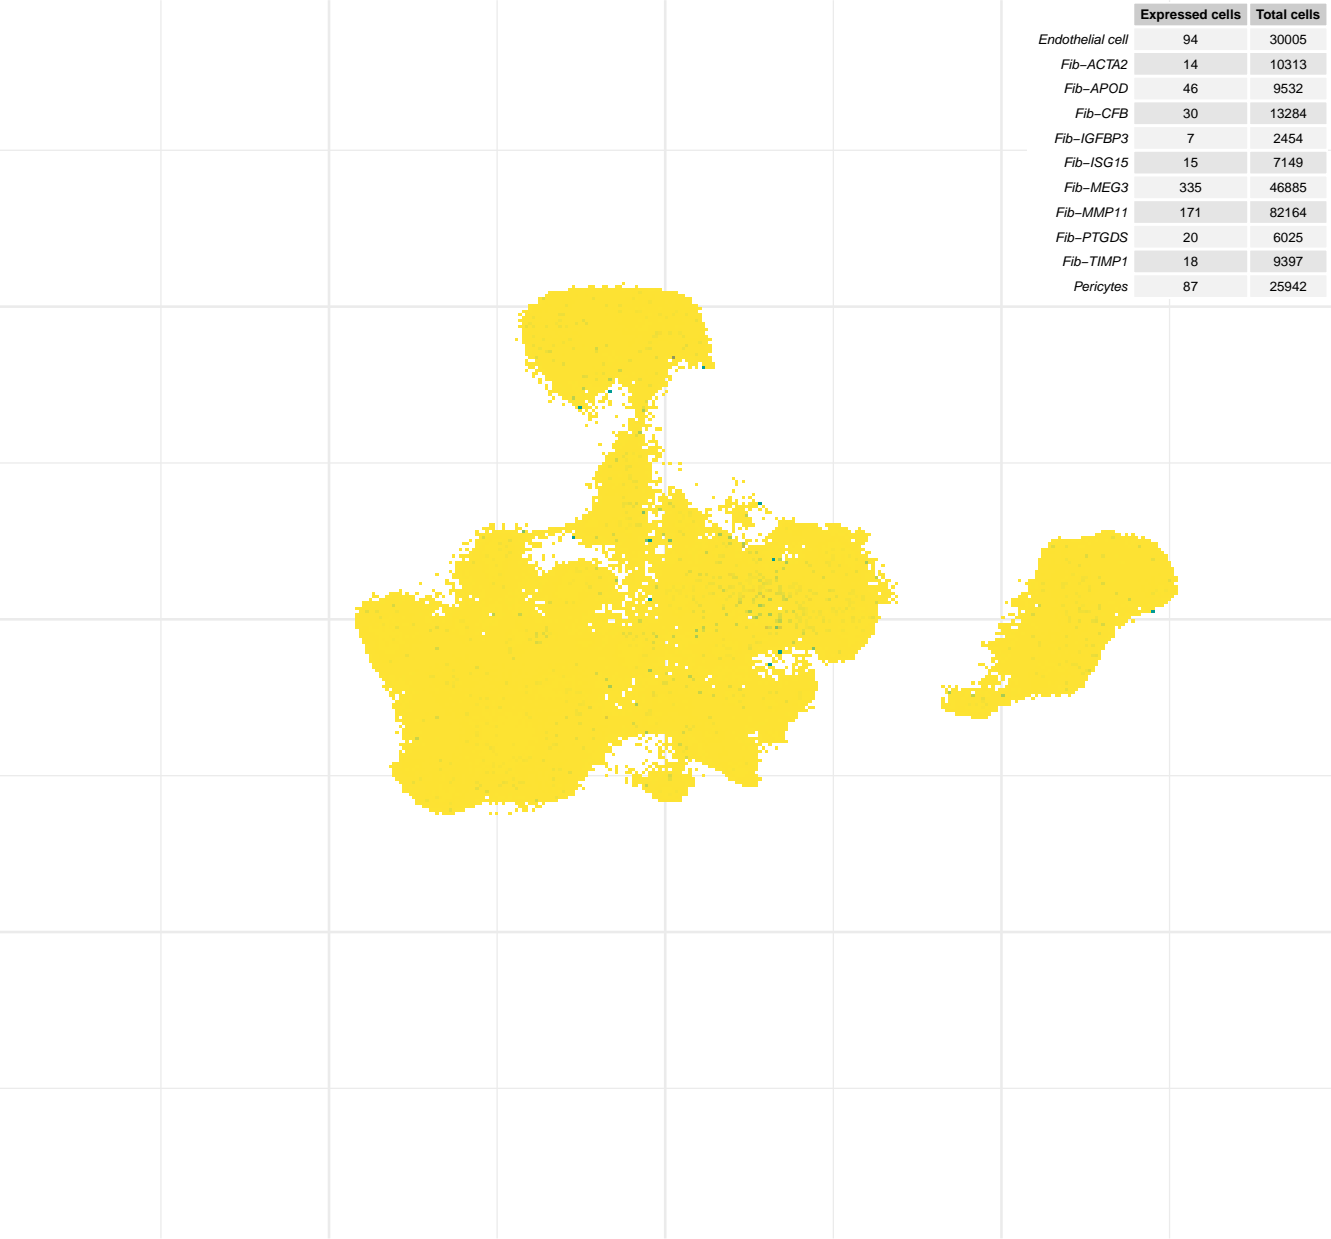 Expressed cells Total cells
Endothelial cell 94 30005
Fib−ACTA2 14 10313
Fib−APOD 46 9532
Fib−CFB 30 13284
Fib−IGFBP3 7 2454
Fib−ISG15 15 7149
Fib−MEG3 335 46885
Fib−MMP11 171 82164
Fib−PTGDS 20 6025
Fib−TIMP1 18 9397
Pericytes 87 25942